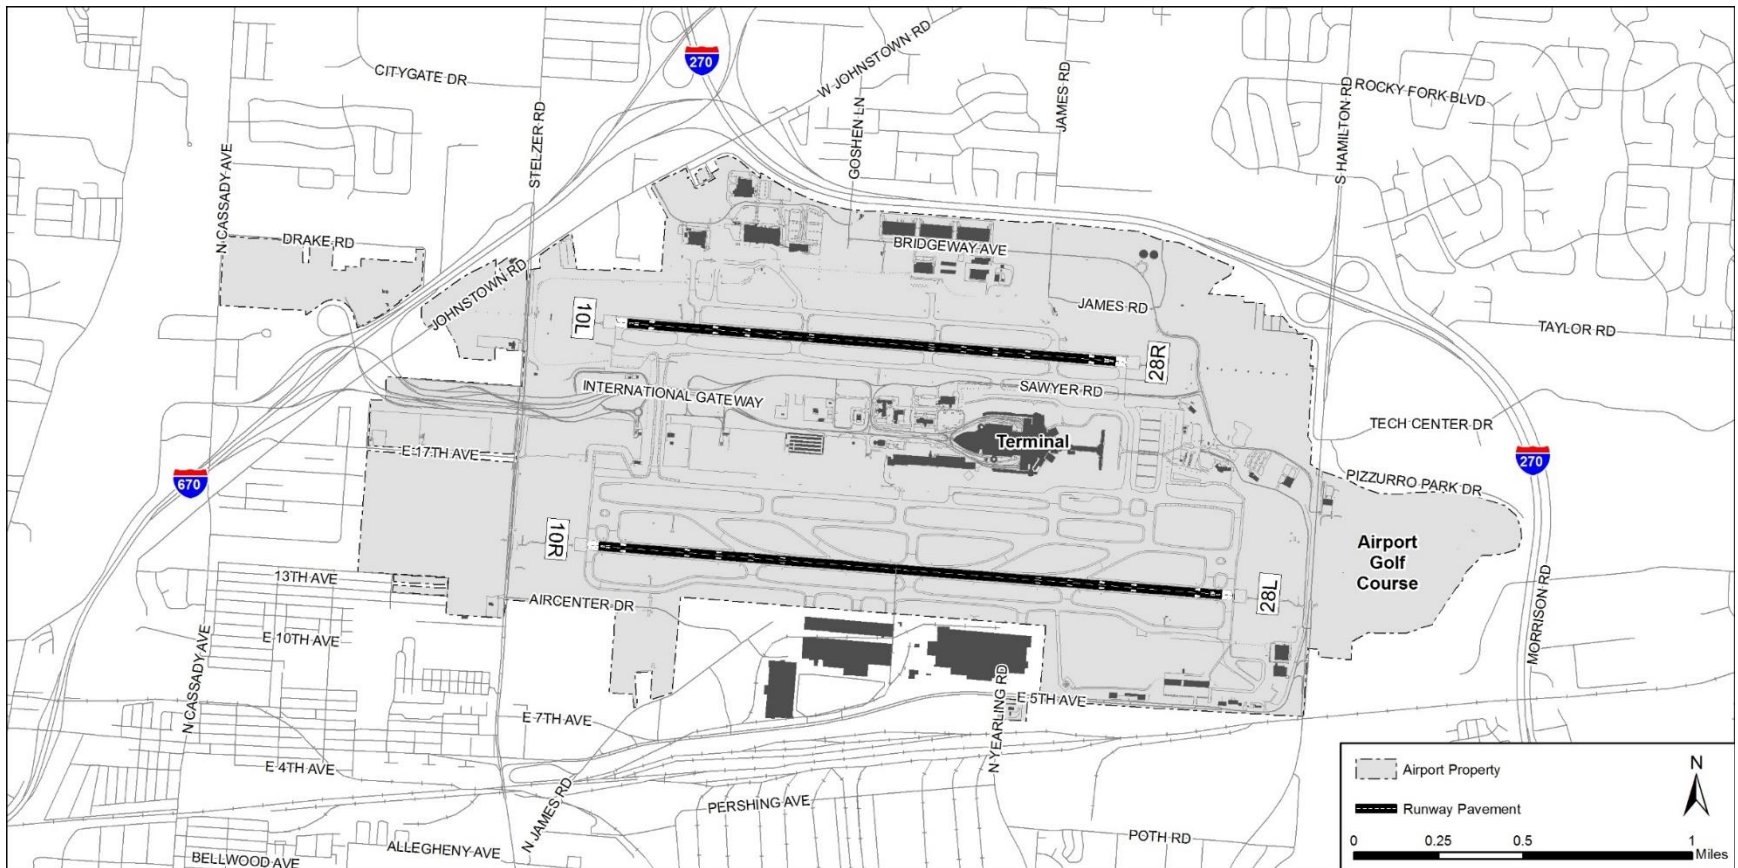 270
CITYGATE DR
W JOHNSTOWN RD
JAMES RD
ROCKY FORK BLVD
STELZER RD
GOSHEN LN
S HAMILTON RD
N CASSADY AVE
DRAKE RD
BRIDGEWAY AVE
JOHNSTOWN RD
10L
JAMES RD
TAYLOR RD
28R
INTERNATIONAL GATEWAY
SAWYER RD
TECH CENTER DR
Terminal
E 17TH AVE
270
670
PIZZURRO PARK DR
10R
Airport
Golf
Course
13TH AVE
28L
AIRCENTER DR
MORRISON RD
E 10TH AVE
N CASSADY AVE
E 5TH AVE
E 7TH AVE
N YEARLING RD
E 4TH AVE
N JAMES RD
PERSHING AVE
POTH RD
ALLEGHENY AVE
BELLWOOD AVE
Airport Property
Runway Pavement
N
0 0.25 0.5 1
Miles